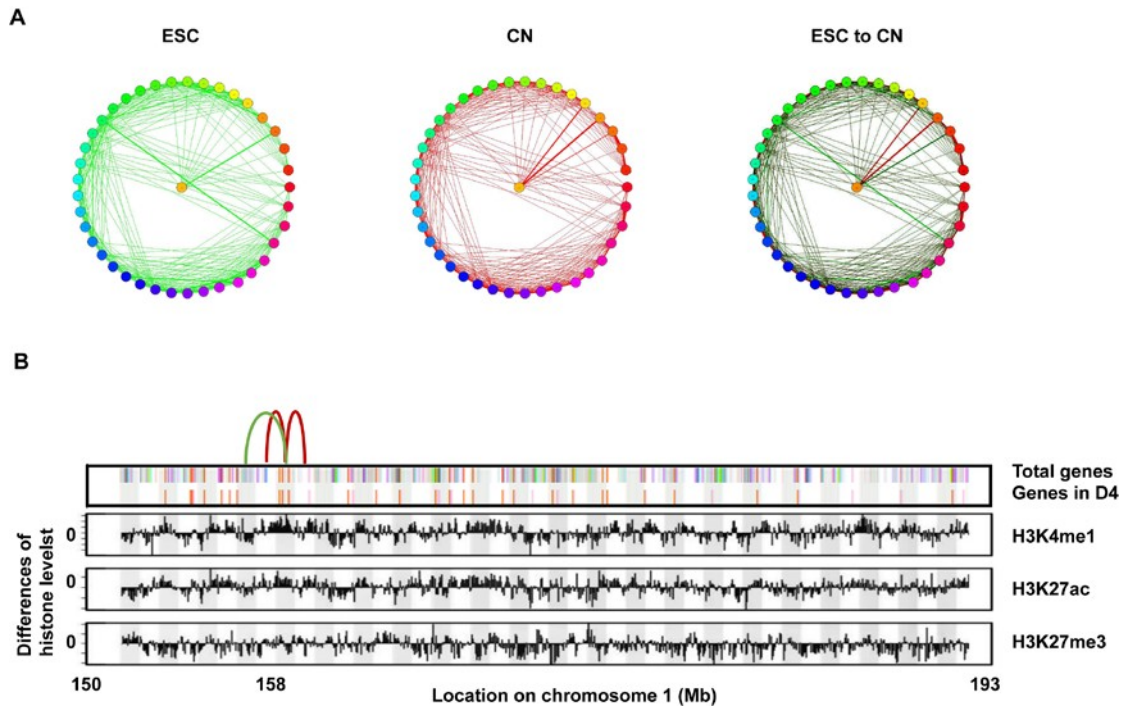 A
ESC
CN
ESC to CN
B
Total genes
Genes in D4
Differences of
histone levelst
0
H3K4me1
0
H3K27ac
0
H3K27me3
150
158
Location on chromosome 1 (Mb)
193